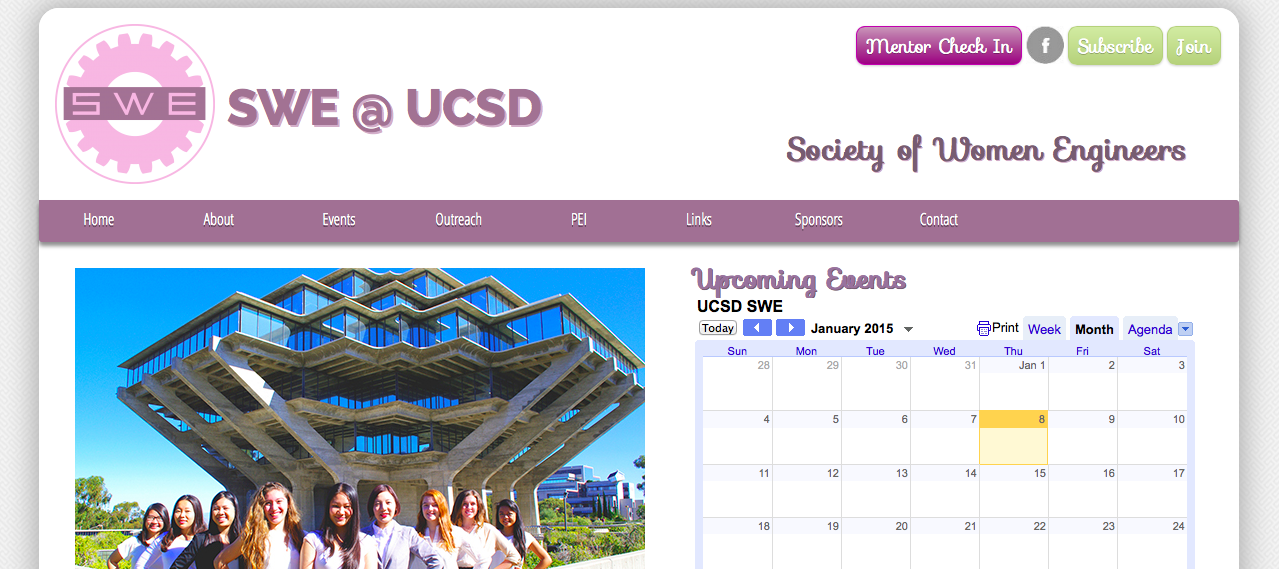 Mentor Check In f Subscribe Join
SWE
SWE @ UCSD
Society of Women Engineers
Home About Events Outreach PEI Links Sponsors Contact
Upcoming Events
UCSD SWE
Today January 2015 Print Week Month Agenda
Sun Mon Tue Wed Thu Fri Sat
28 29 30 31 Jan 1 2 3
4 5 6 7 8 9 10
11 12 13 14 15 16 17
18 19 20 21 22 23 24